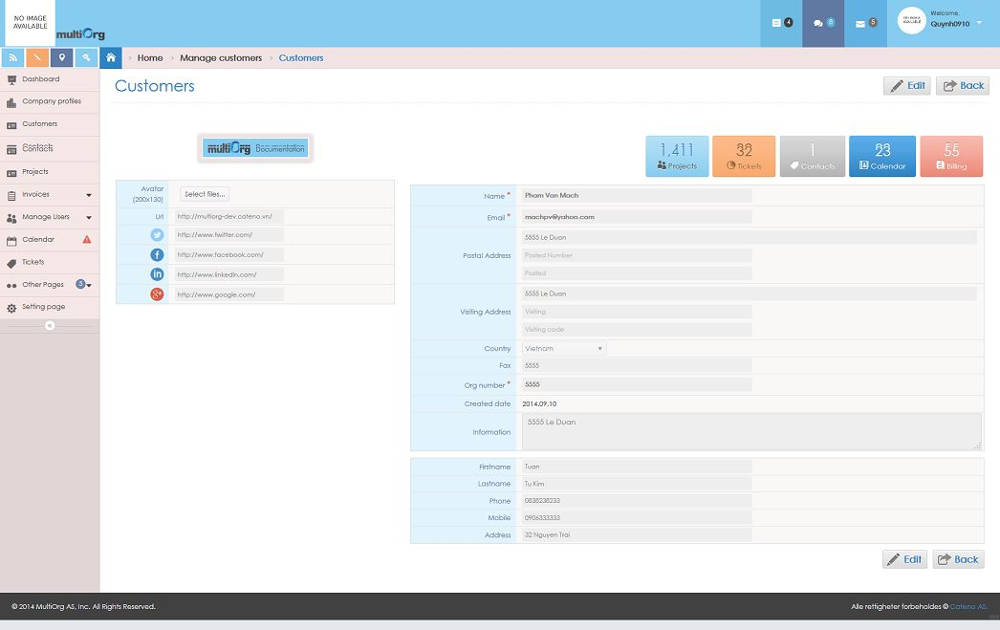 NO IMAGE
AVAILABLE
multiOrg
4
8
5
Welcome,
Quynh0910
Home
Manage customers
Customers
Dashboard
Company profiles
Customers
Contacts
Projects
Invoices
Manage Users
Calendar
Tickets
Other Pages
5
Setting page
Customers
Edit
Back
multiOrg Documentation
1,411
Projects
32
Tickets
1
Contacts
23
Calendar
55
Billing
Avatar
(200x130)
Select files...
Url
http://multiorg-dev.cateno.vn/
http://www.twitter.com/
http://www.facebook.com/
http://www.linkedin.com/
http://www.google.com/
Name *
Pham Van Mach
Email *
machpv@yahoo.com
Postal Address
5555 Le Duan
Posted Number
Posted
Visiting Address
5555 Le Duan
Visiting
Visiting code
Country
Vietnam
Fax
5555
Org number *
5555
Created date
2014.09.10
Information
5555 Le Duan
Firstname
Tuan
Lastname
Tu Kim
Phone
0838238233
Mobile
0906333333
Address
32 Nguyen Trai
Edit
Back
© 2014 MultiOrg AS, Inc. All Rights Reserved.
Alle rettigheter forbeholdes © Cateno AS.